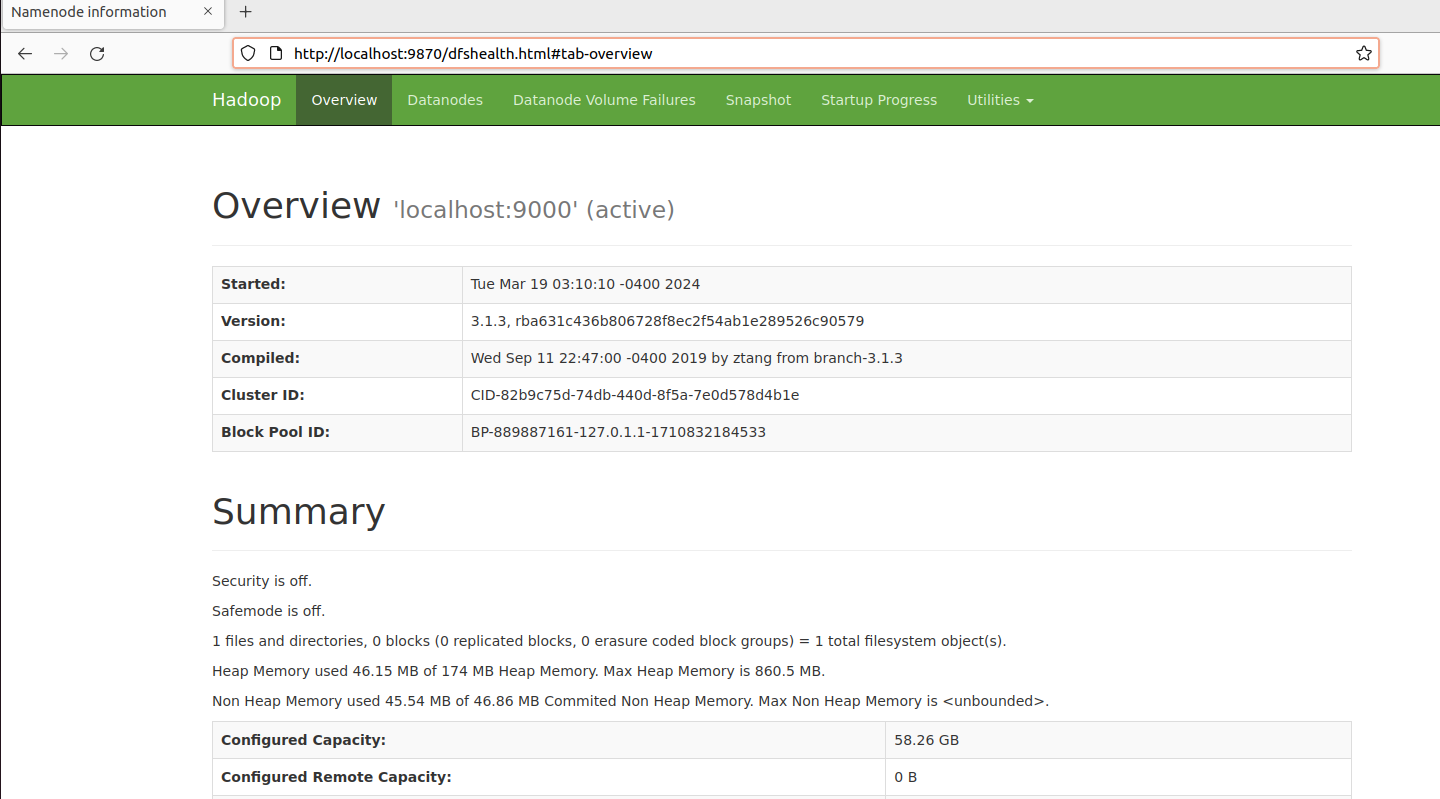 Namenode information
http://localhost:9870/dfshealth.html#tab-overview
Hadoop Overview Datanodes Datanode Volume Failures Snapshot Startup Progress Utilities
Overview 'localhost:9000' (active)
Started: Tue Mar 19 03:10:10 -0400 2024
Version: 3.1.3, rba631c436b806728f8ec2f54ab1e289526c90579
Compiled: Wed Sep 11 22:47:00 -0400 2019 by ztang from branch-3.1.3
Cluster ID: CID-82b9c75d-74db-440d-8f5a-7e0d578d4b1e
Block Pool ID: BP-889887161-127.0.1.1-1710832184533
Summary
Security is off.
Safemode is off.
1 files and directories, 0 blocks (0 replicated blocks, 0 erasure coded block groups) = 1 total filesystem object(s).
Heap Memory used 46.15 MB of 174 MB Heap Memory. Max Heap Memory is 860.5 MB.
Non Heap Memory used 45.54 MB of 46.86 MB Commited Non Heap Memory. Max Non Heap Memory is <unbounded>.
Configured Capacity: 58.26 GB
Configured Remote Capacity: 0 B